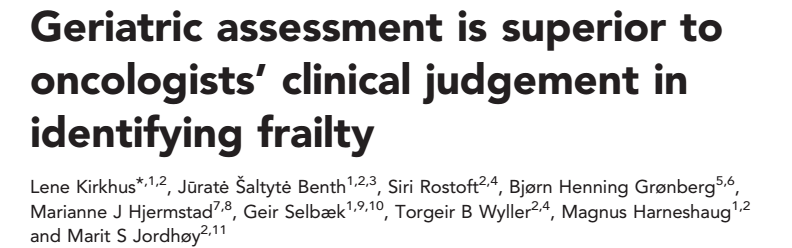 Geriatric assessment is superior to
oncologists’ clinical judgement in
identifying frailty
Lene Kirkhus*,1,2, Jūratė Šaltytė Benth1,2,3, Siri Rostoft2,4, Bjørn Henning Grønberg5,6,
Marianne J Hjermstad7,8, Geir Selbæk1,9,10, Torgeir B Wyller2,4, Magnus Harneshaug1,2
and Marit S Jordhøy2,11